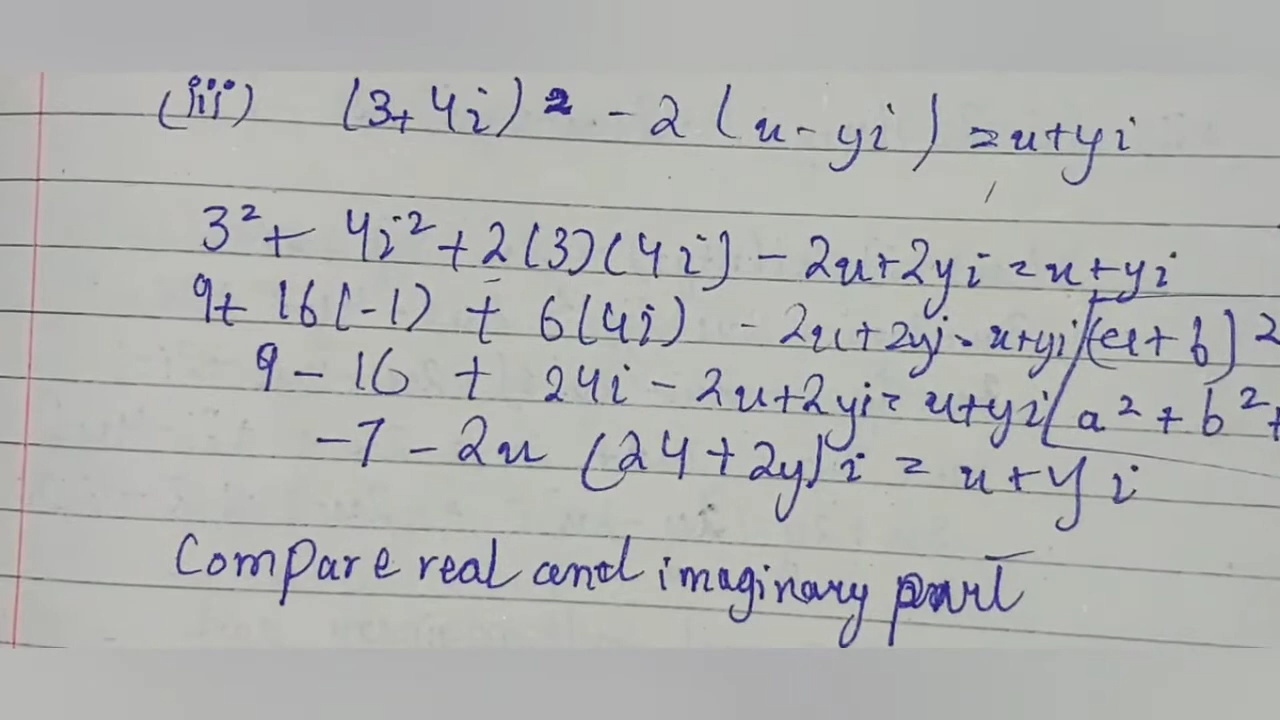 (iii) (3+4i)² - 2(x-yi) = x+yi
3² + 4i² + 2(3)(4i) - 2x+2yi = x+yi
9+ 16(-1) + 6(4i) - 2x+2yi = x+yi (a+b)²
9 - 16 + 24i - 2x+2yi = x+yi (a² + b² +
-7 - 2x (24+2y)i = x+yi
Compare real and imaginary part